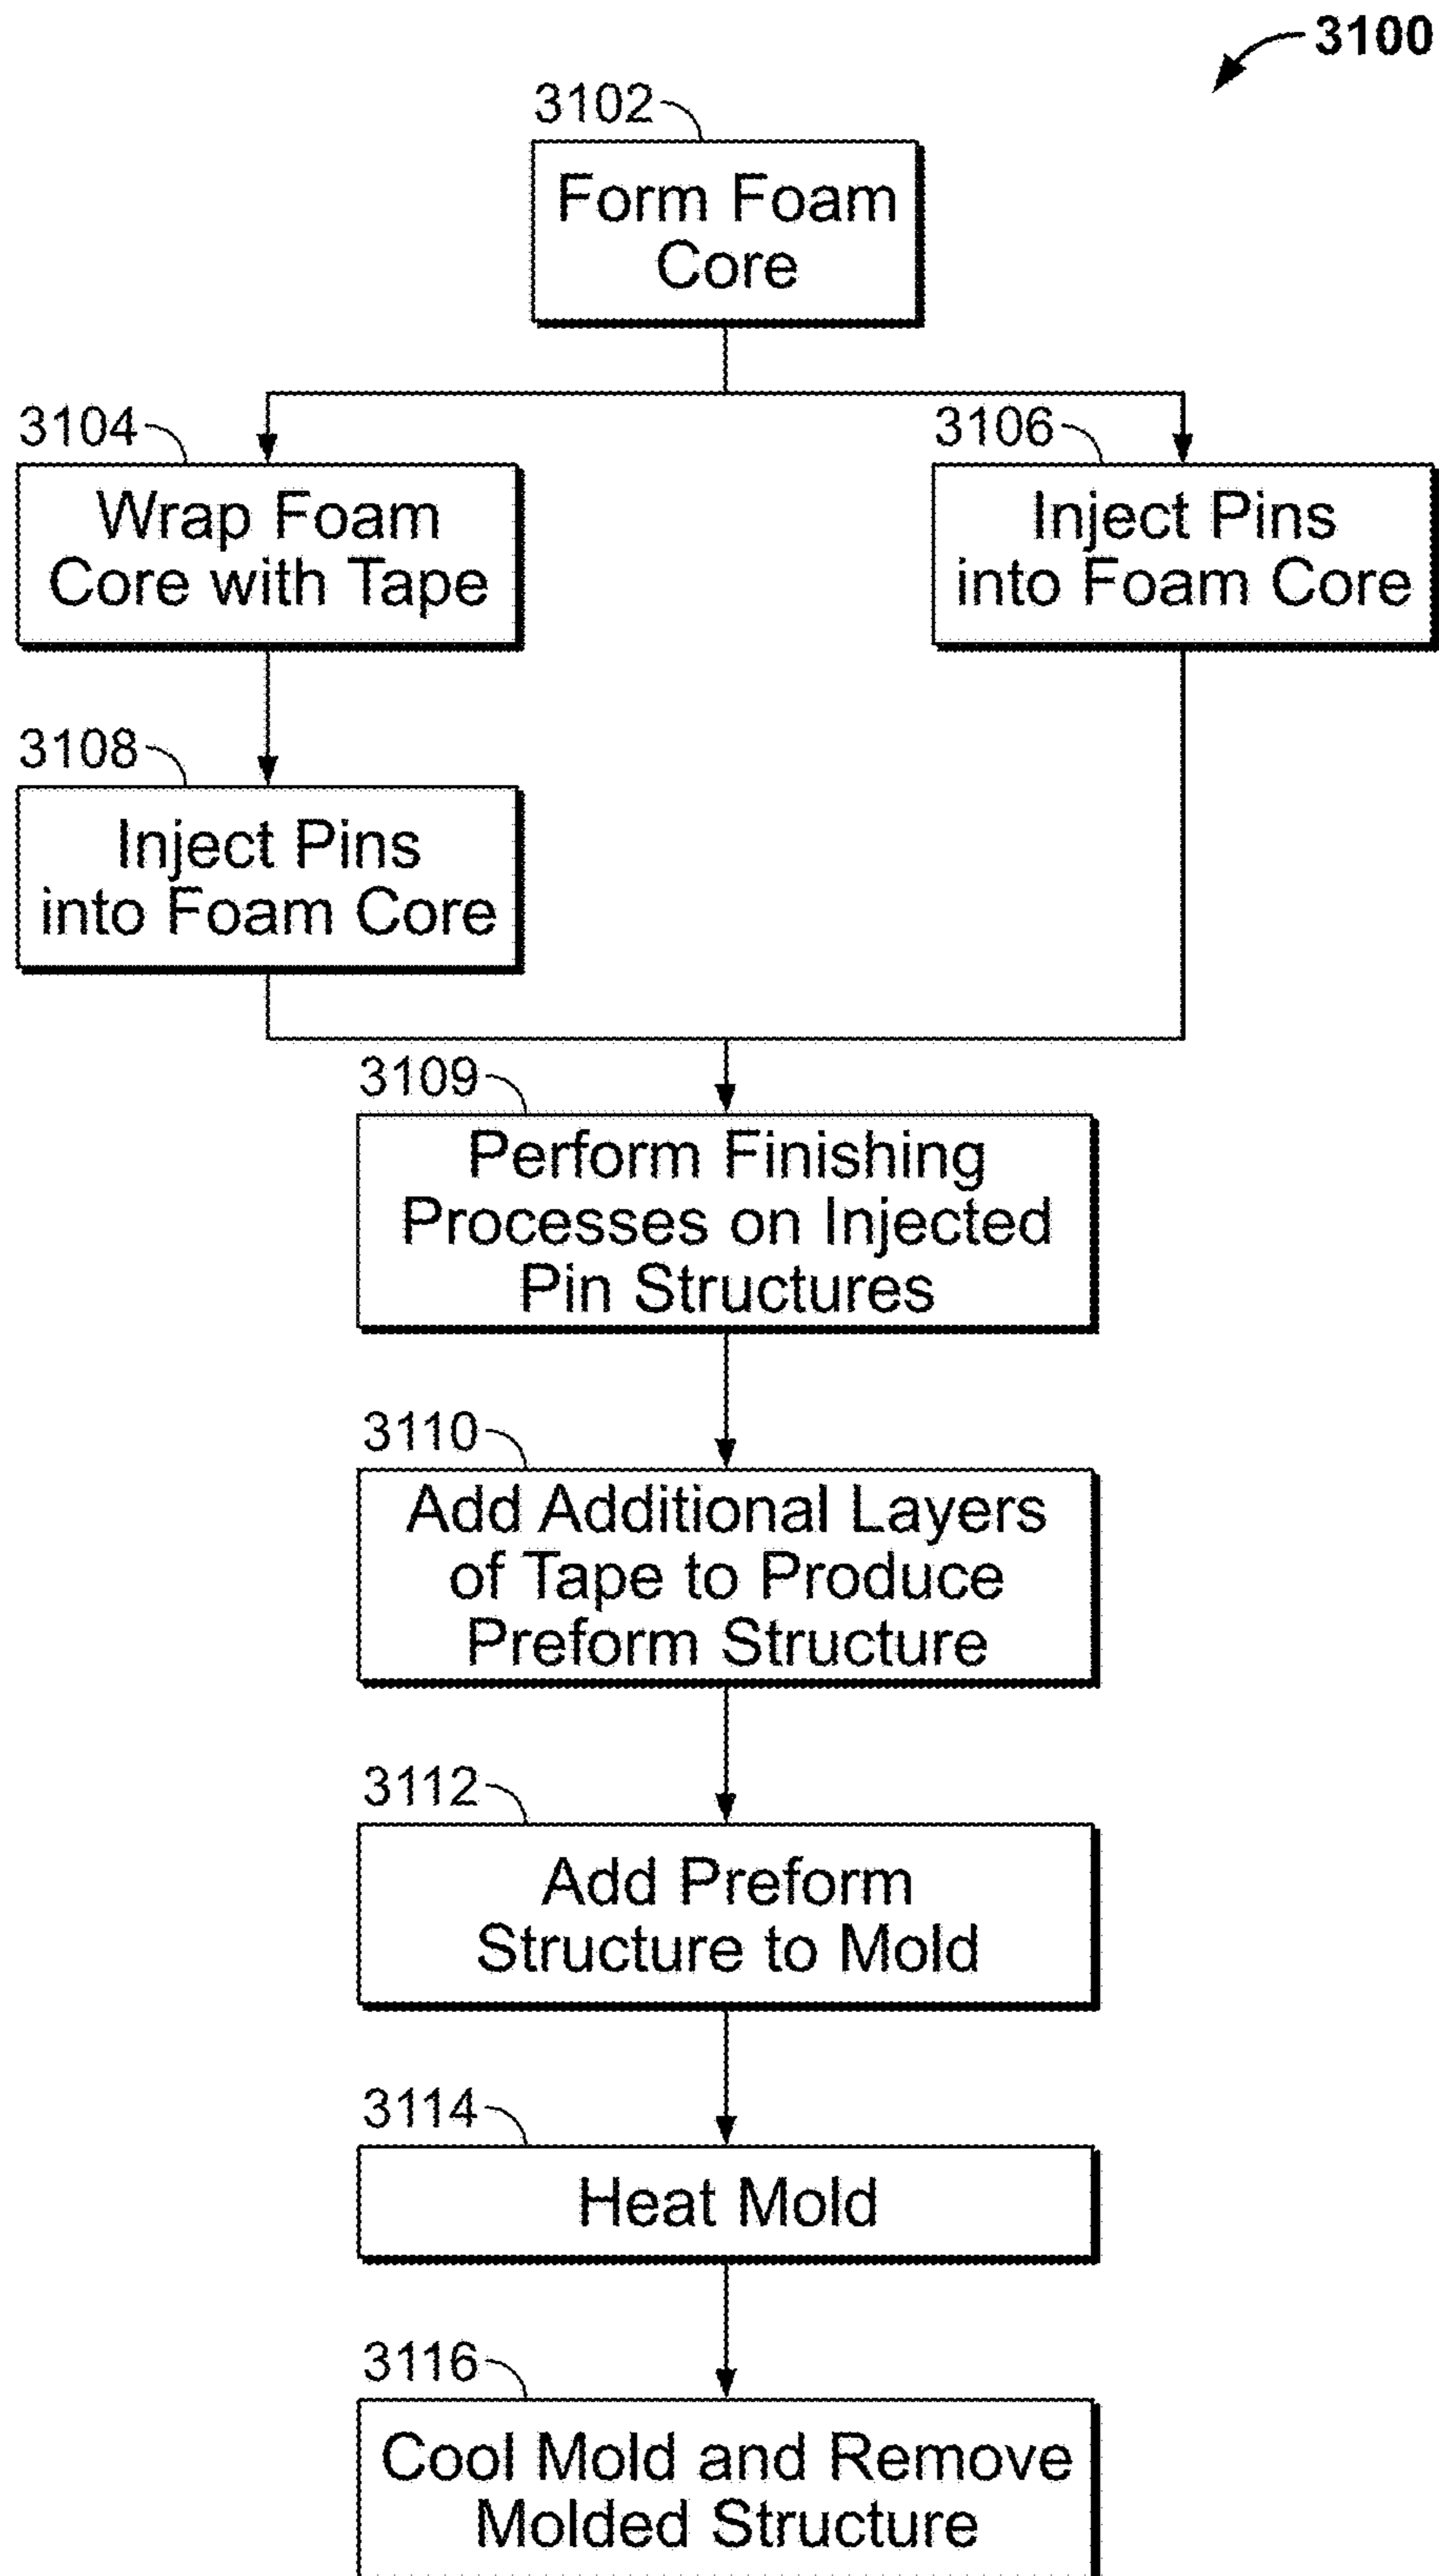 3100
3102
Form Foam
Core
3104
Wrap Foam
Core with Tape
3106
Inject Pins
into Foam Core
3108
Inject Pins
into Foam Core
3109
Perform Finishing
Processes on Injected
Pin Structures
3110
Add Additional Layers
of Tape to Produce
Preform Structure
3112
Add Preform
Structure to Mold
3114
Heat Mold
3116
Cool Mold and Remove
Molded Structure